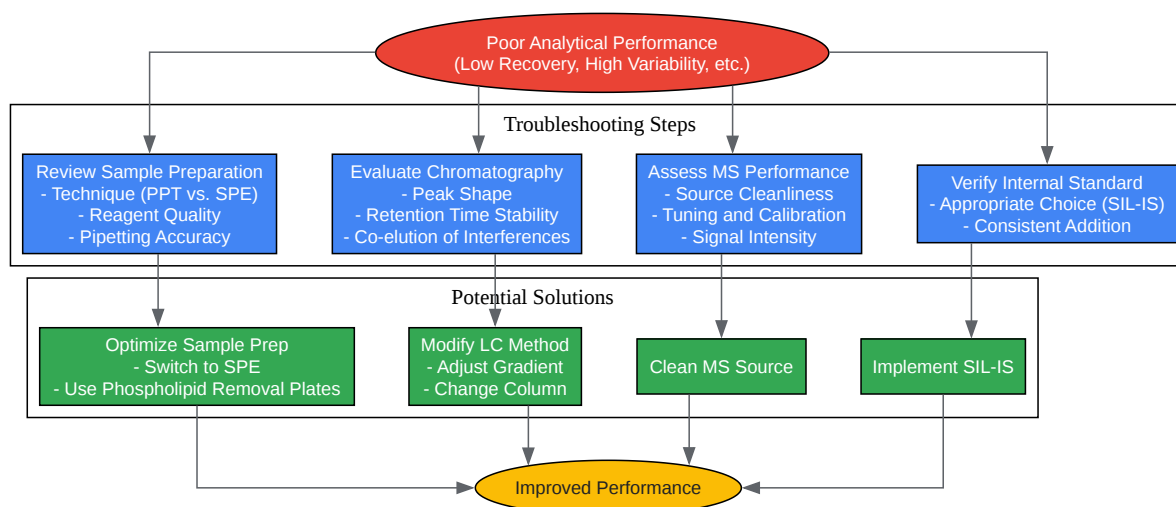 Poor Analytical Performance
(Low Recovery, High Variability, etc.)
Troubleshooting Steps
Review Sample Preparation
- Technique (PPT vs. SPE)
- Reagent Quality
- Pipetting Accuracy
Evaluate Chromatography
- Peak Shape
- Retention Time Stability
- Co-elution of Interferences
Assess MS Performance
- Source Cleanliness
- Tuning and Calibration
- Signal Intensity
Verify Internal Standard
- Appropriate Choice (SIL-IS)
- Consistent Addition
Potential Solutions
Optimize Sample Prep
- Switch to SPE
- Use Phospholipid Removal Plates
Modify LC Method
- Adjust Gradient
- Change Column
Clean MS Source
Implement SIL-IS
Improved Performance